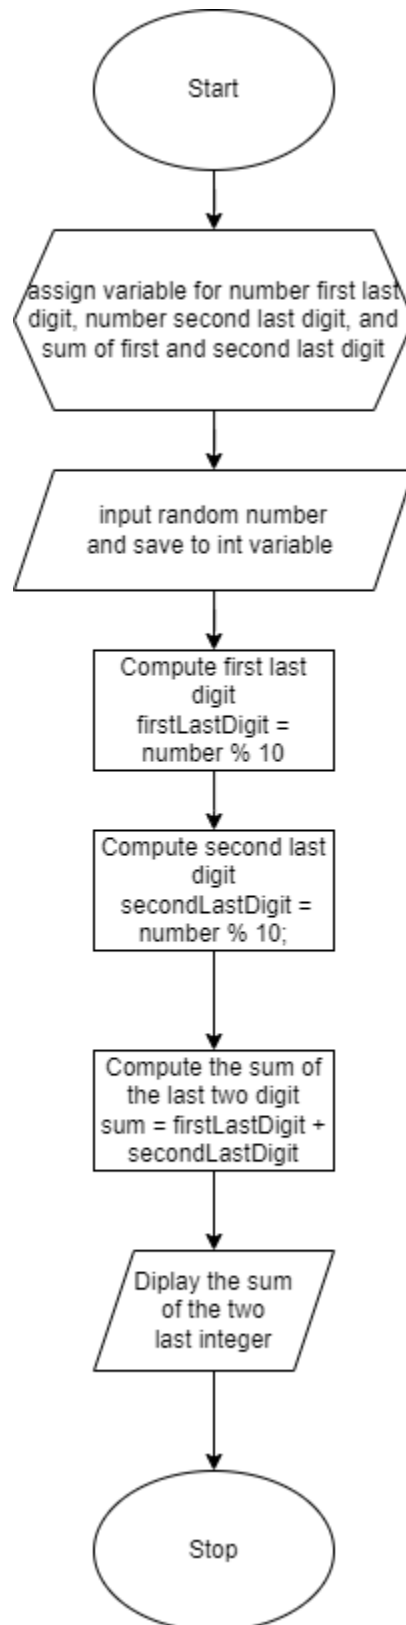 Start
assign variable for number first last
digit, number second last digit, and
sum of first and second last digit
input random number
and save to int variable
Compute first last
digit
firstLastDigit =
number % 10
Compute second last
digit
secondLastDigit =
number % 10;
Compute the sum of
the last two digit
sum = firstLastDigit +
secondLastDigit
Diplay the sum
of the two
last integer
Stop